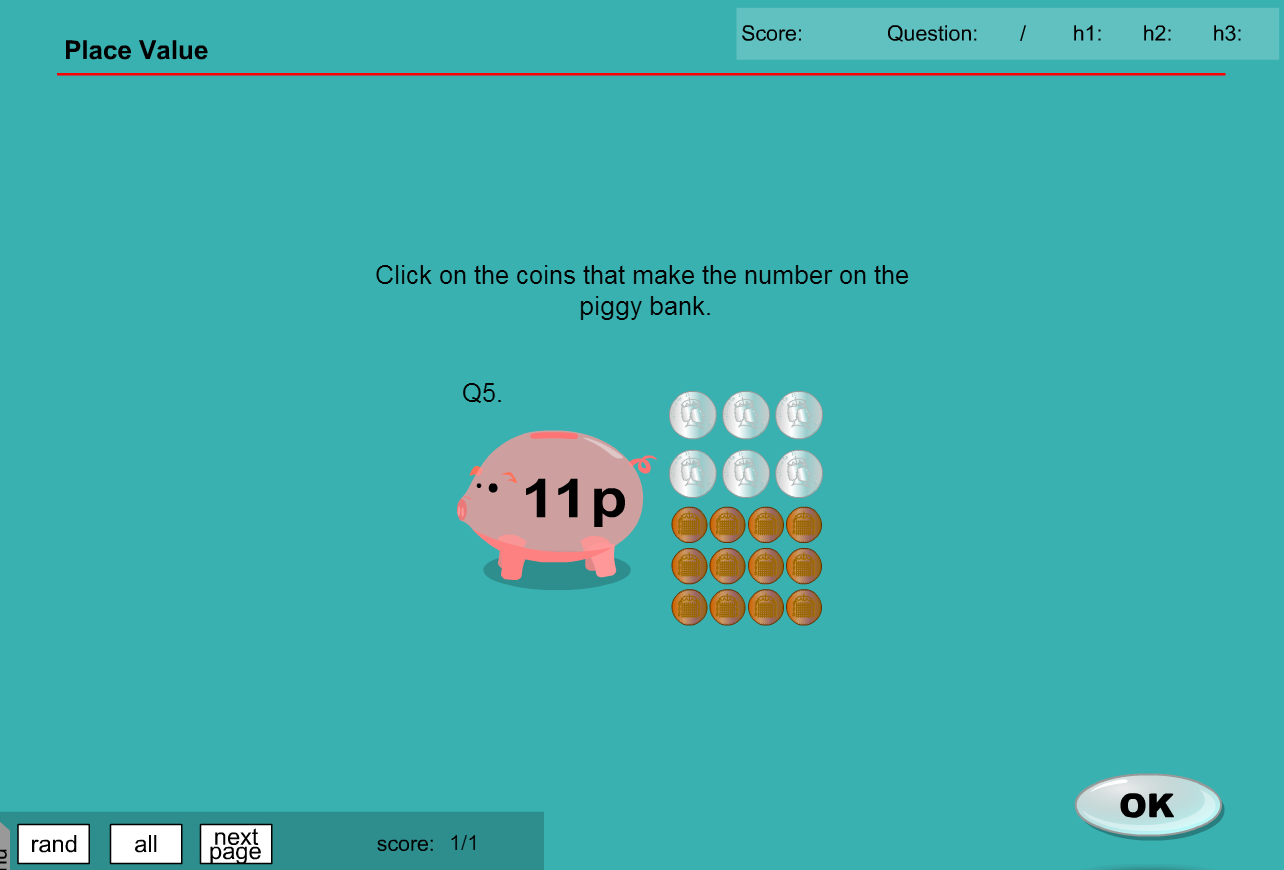 Place Value
Score: Question: / h1: h2: h3:
Click on the coins that make the number on the
piggy bank.
Q5.
11p
OK
rand
all
next
page
score: 1/1